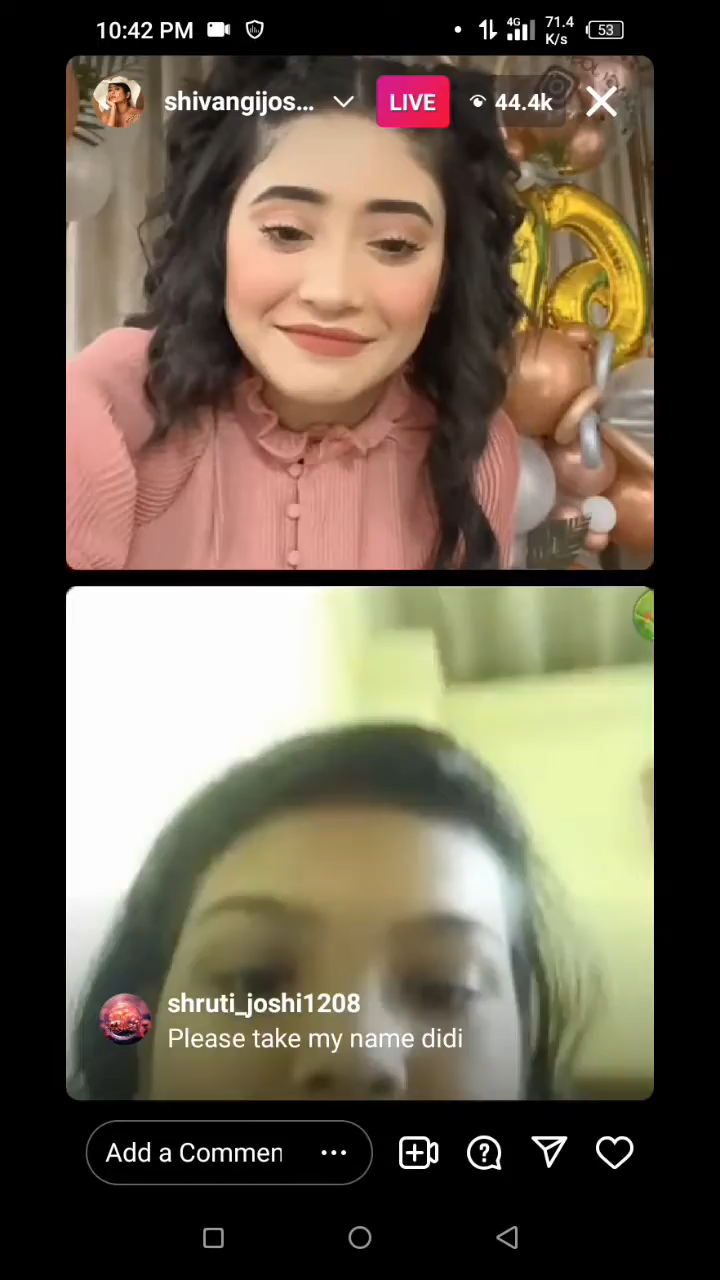 10:42 PM
4G
71.4
K/s
53
shivangijos...
LIVE
44.4k
shruti_joshi1208
Please take my name didi
Add a Commen